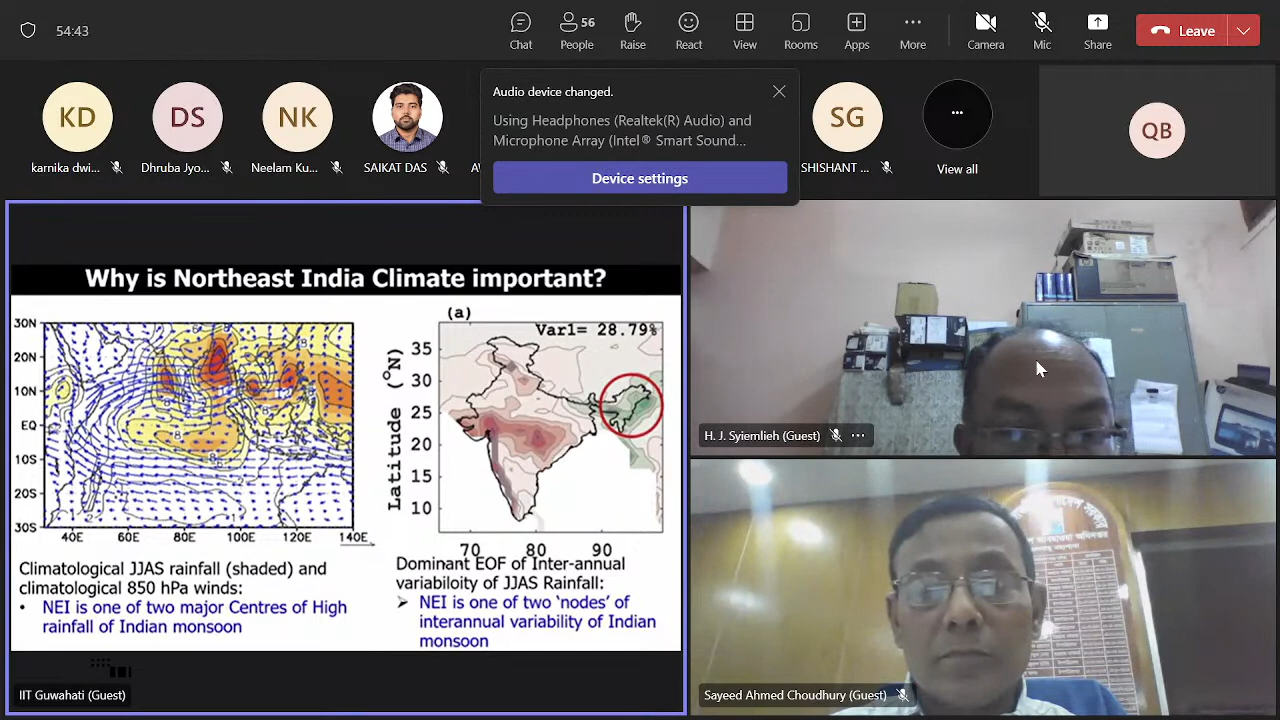 54:43
Chat
People
56
Raise
React
View
Rooms
Apps
More
Camera
Mic
Share
Leave
KD
karnika dwi...
DS
Dhruba Jyo...
NK
Neelam Ku...
SAIKAT DAS
Audio device changed.
Using Headphones (Realtek(R) Audio) and
Microphone Array (Intel® Smart Sound...
Device settings
SG
SHISHANT ...
View all
QB
Why is Northeast India Climate important?
30N
20N
10N
EQ
10S
20S
30S
40E
60E
80E
100E
120E
140E
Climatological JJAS rainfall (shaded) and
climatological 850 hPa winds:
• NEI is one of two major Centres of High
rainfall of Indian monsoon
(a)
Var1= 28.79%
Latitude (°N)
35
30
25
20
15
10
70
80
90
Dominant EOF of Inter-annual
variabiloity of JJAS Rainfall:
➢ NEI is one of two ‘nodes’ of
interannual variability of Indian
monsoon
IIT Guwahati (Guest)
H. J. Syiemlieh (Guest)
Sayeed Ahmed Choudhury (Guest)